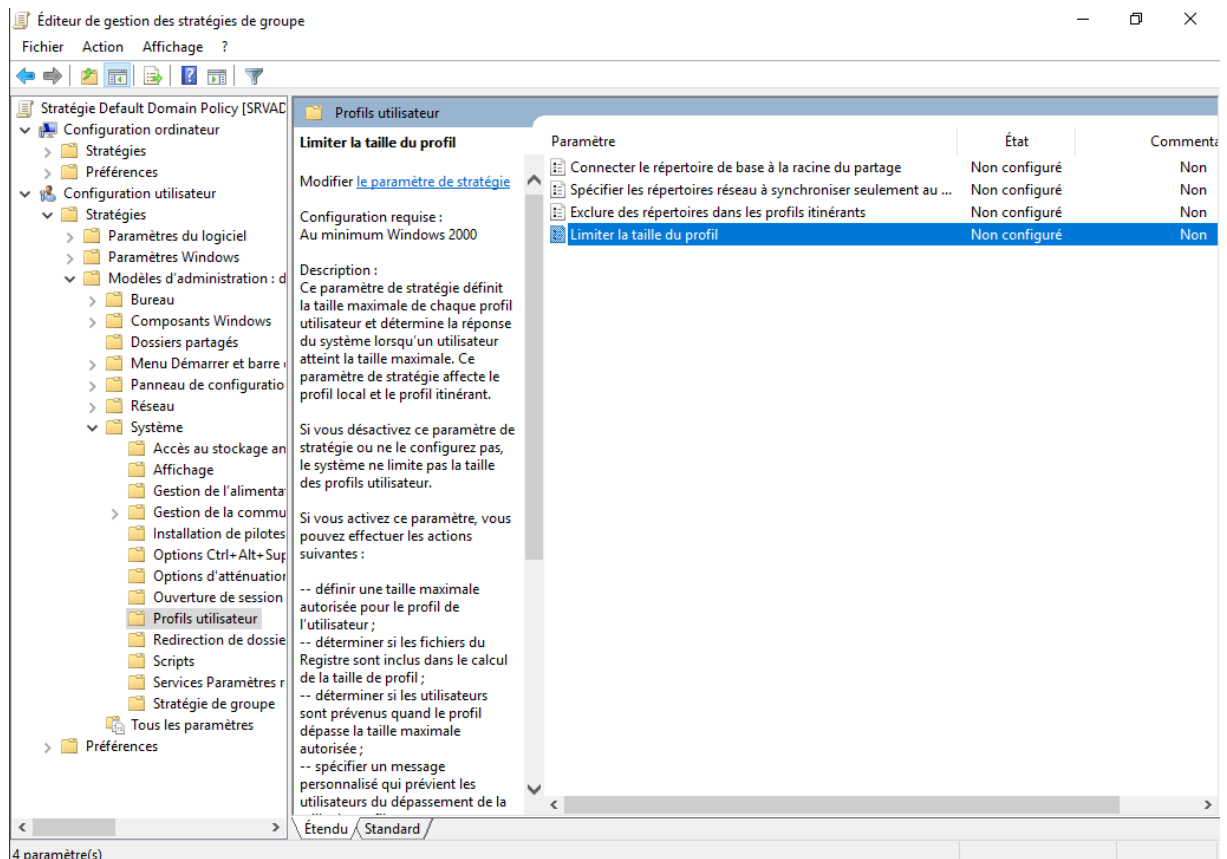 Éditeur de gestion des stratégies de groupe
Fichier Action Affichage ?
Stratégie Default Domain Policy [SRVAD
Configuration ordinateur
Stratégies
Préférences
Configuration utilisateur
Stratégies
Paramètres du logiciel
Paramètres Windows
Modèles d'administration : d
Bureau
Composants Windows
Dossiers partagés
Menu Démarrer et barre
Panneau de configuratio
Réseau
Système
Accès au stockage an
Affichage
Gestion de l'alimenta
Gestion de la commu
Installation de pilotes
Options Ctrl+Alt+Sup
Options d'atténuation
Ouverture de session
Profils utilisateur
Redirection de dossie
Scripts
Services Paramètres r
Stratégie de groupe
Tous les paramètres
Préférences
Profils utilisateur
Limiter la taille du profil
Modifier le paramètre de stratégie
Configuration requise :
Au minimum Windows 2000
Description :
Ce paramètre de stratégie définit
la taille maximale de chaque profil
utilisateur et détermine la réponse
du système lorsqu'un utilisateur
atteint la taille maximale. Ce
paramètre de stratégie affecte le
profil local et le profil itinérant.
Si vous désactivez ce paramètre de
stratégie ou ne le configurez pas,
le système ne limite pas la taille
des profils utilisateur.
Si vous activez ce paramètre, vous
pouvez effectuer les actions
suivantes :
-- définir une taille maximale
autorisée pour le profil de
l'utilisateur ;
-- déterminer si les fichiers du
Registre sont inclus dans le calcul
de la taille de profil ;
-- déterminer si les utilisateurs
sont prévenus quand le profil
dépasse la taille maximale
autorisée ;
-- spécifier un message
personnalisé qui prévient les
utilisateurs du dépassement de la
Paramètre État Commenta
Connecter le répertoire de base à la racine du partage Non configuré Non
Spécifier les répertoires réseau à synchroniser seulement au ... Non configuré Non
Exclure des répertoires dans les profils itinérants Non configuré Non
Limiter la taille du profil Non configuré Non
Étendu Standard
4 paramètre(s)